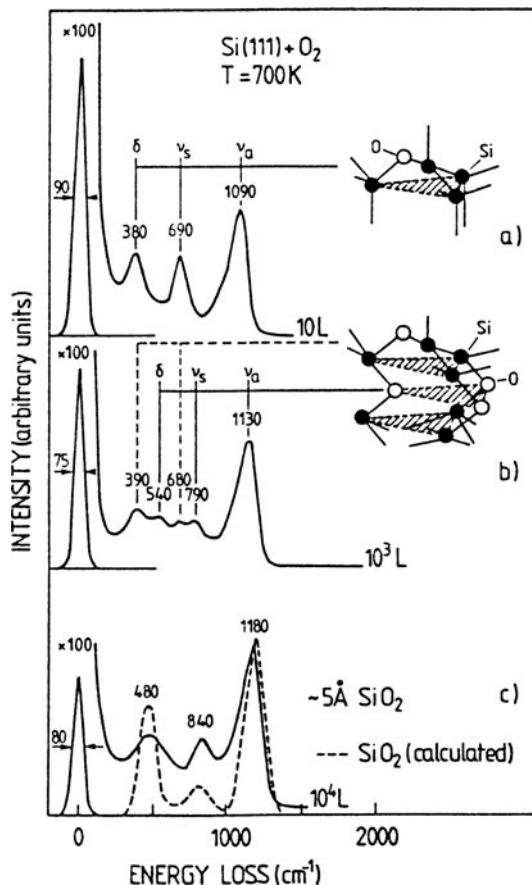 ×100
Si(111)+O₂
T=700K
δ
νs
νa
O
Si
90
380
690
1090
a)
10L
×100
Si
O
δ
νs
νa
75
390
540
680
790
1130
b)
10³L
×100
1180
480
840
~5Å SiO₂
c)
SiO₂(calculated)
80
10⁴L
0
1000
2000
ENERGY LOSS(cm⁻¹)
INTENSITY (arbitrary units)